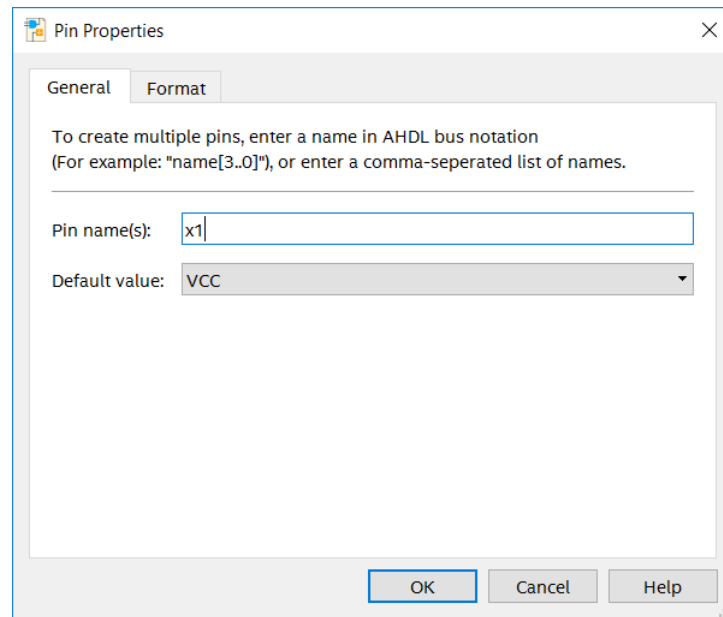 Pin Properties
General
Format
To create multiple pins, enter a name in AHDL bus notation
(For example: "name[3..0]"), or enter a comma-seperated list of names.
Pin name(s):
x1
Default value:
VCC
OK
Cancel
Help